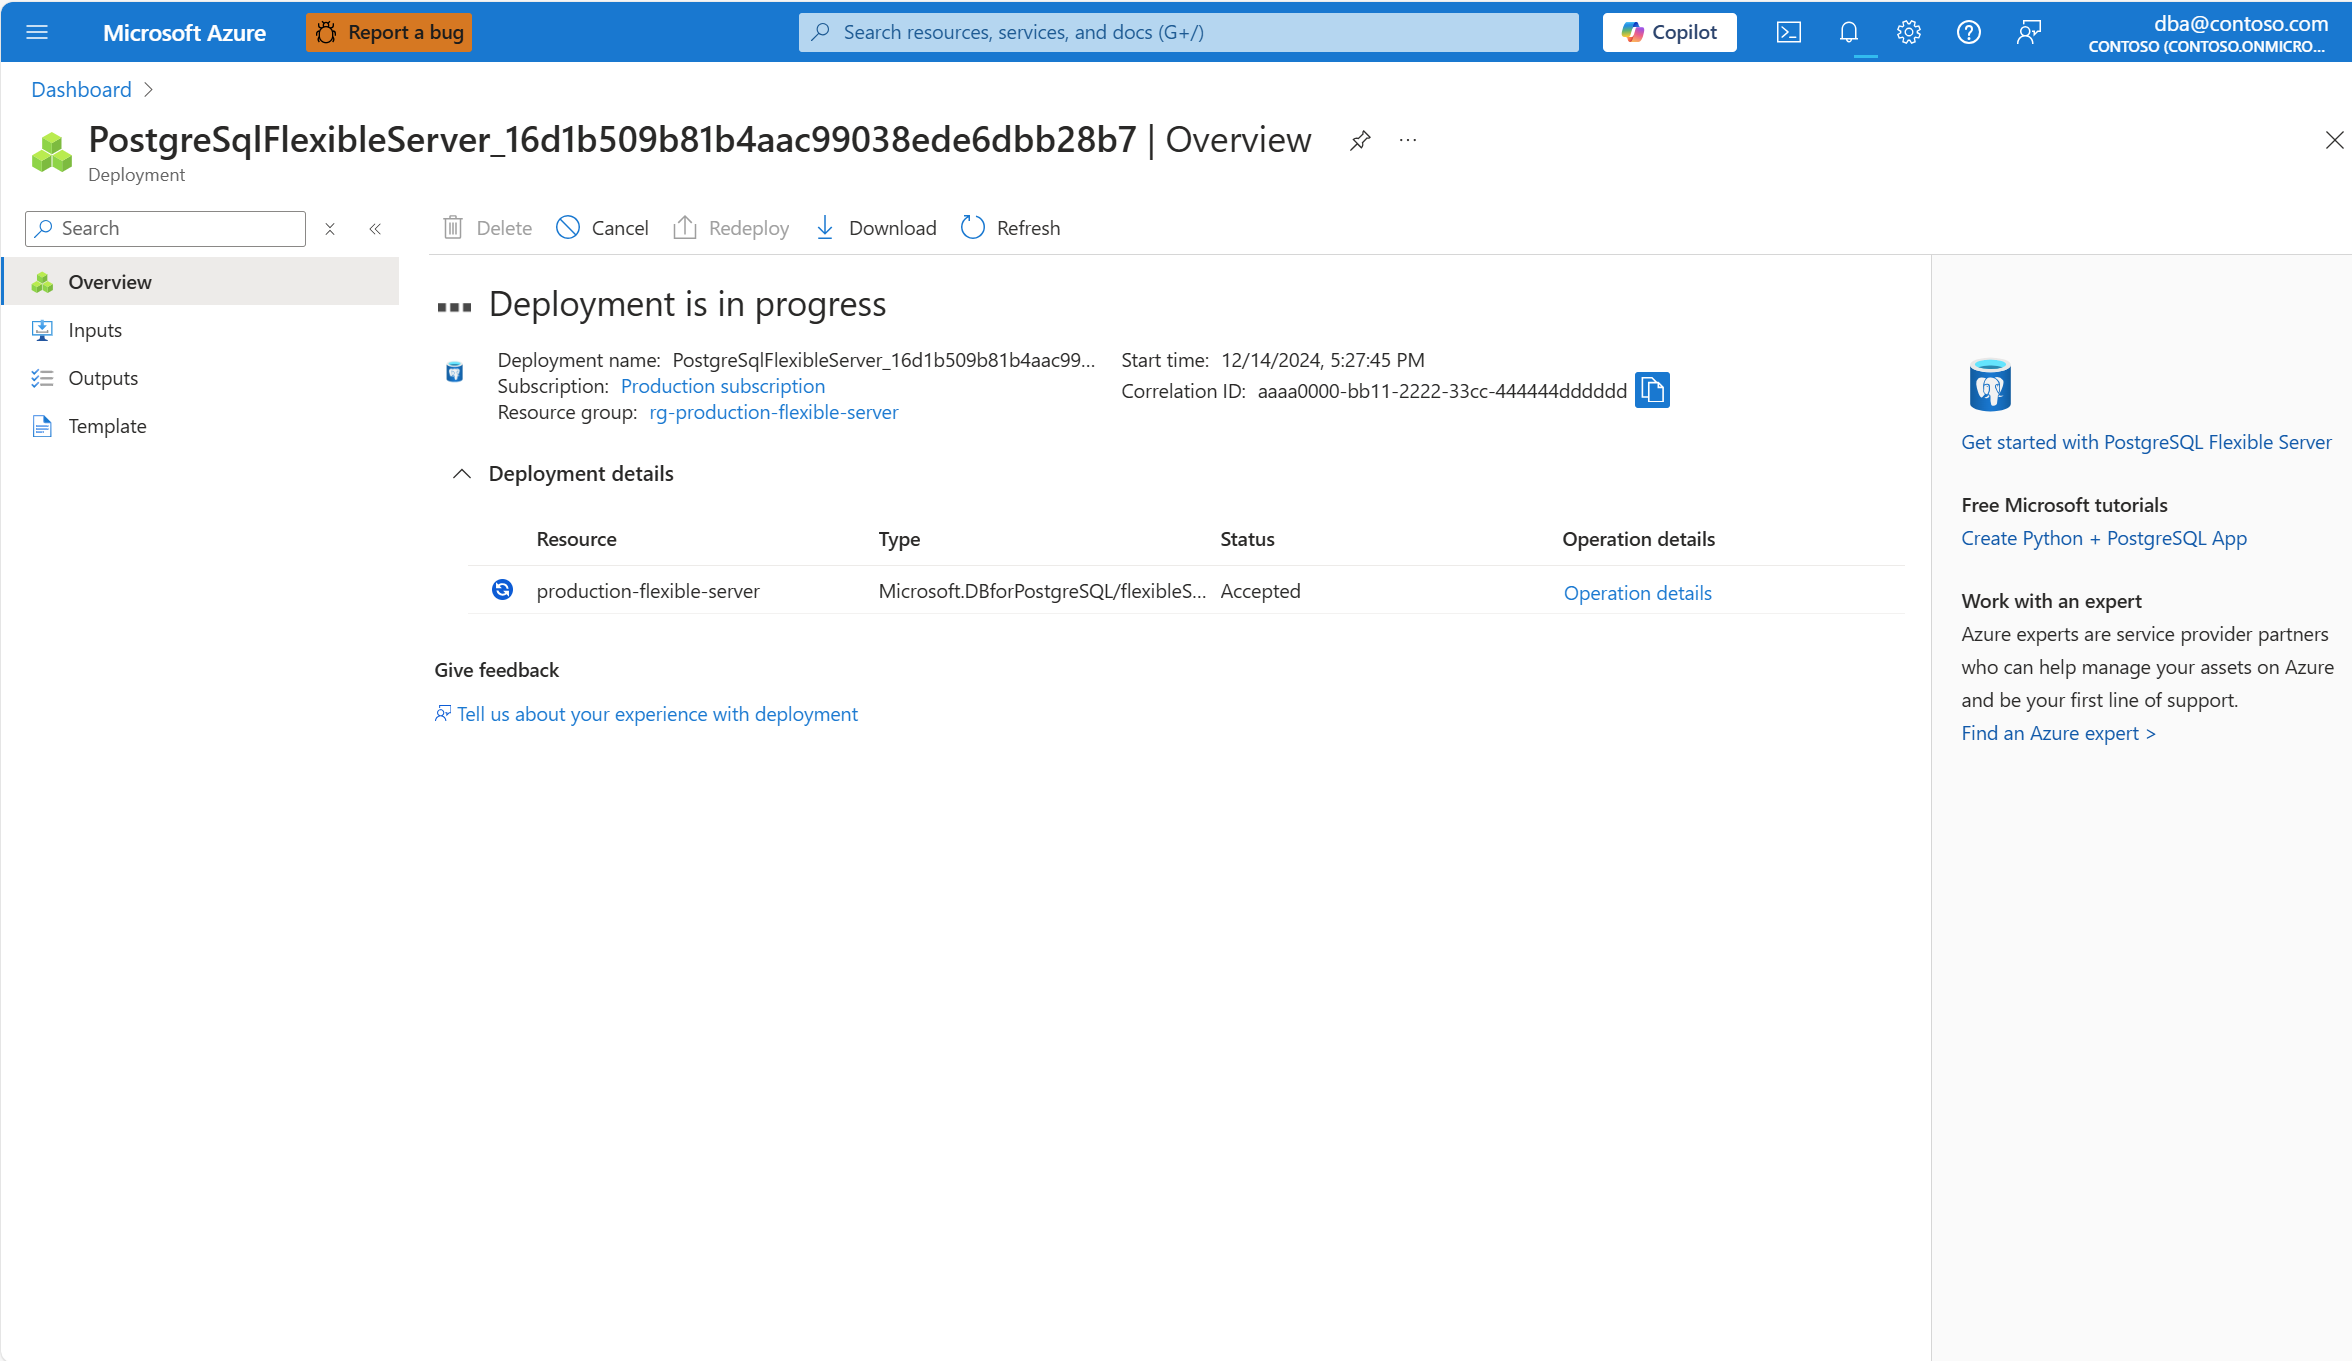 Microsoft Azure
Report a bug
Search resources, services, and docs (G+/)
Copilot
dba@contoso.com
CONTOSO (CONTOSO.ONMICRO...
Dashboard
PostgreSqlFlexibleServer_16d1b509b81b4aac99038ede6dbb28b7 | Overview
Deployment
Search
Delete
Cancel
Redeploy
Download
Refresh
Overview
Inputs
Outputs
Template
Deployment is in progress
Deployment name: PostgreSqlFlexibleServer_16d1b509b81b4aac99...
Subscription: Production subscription
Resource group: rg-production-flexible-server
Start time: 12/14/2024, 5:27:45 PM
Correlation ID: aaaa0000-bb11-2222-33cc-444444dddddd
Deployment details
Resource Type Status Operation details
production-flexible-server Microsoft.DBforPostgreSQL/flexibleS... Accepted Operation details
Give feedback
Tell us about your experience with deployment
Get started with PostgreSQL Flexible Server
Free Microsoft tutorials
Create Python + PostgreSQL App
Work with an expert
Azure experts are service provider partners
who can help manage your assets on Azure
and be your first line of support.
Find an Azure expert >